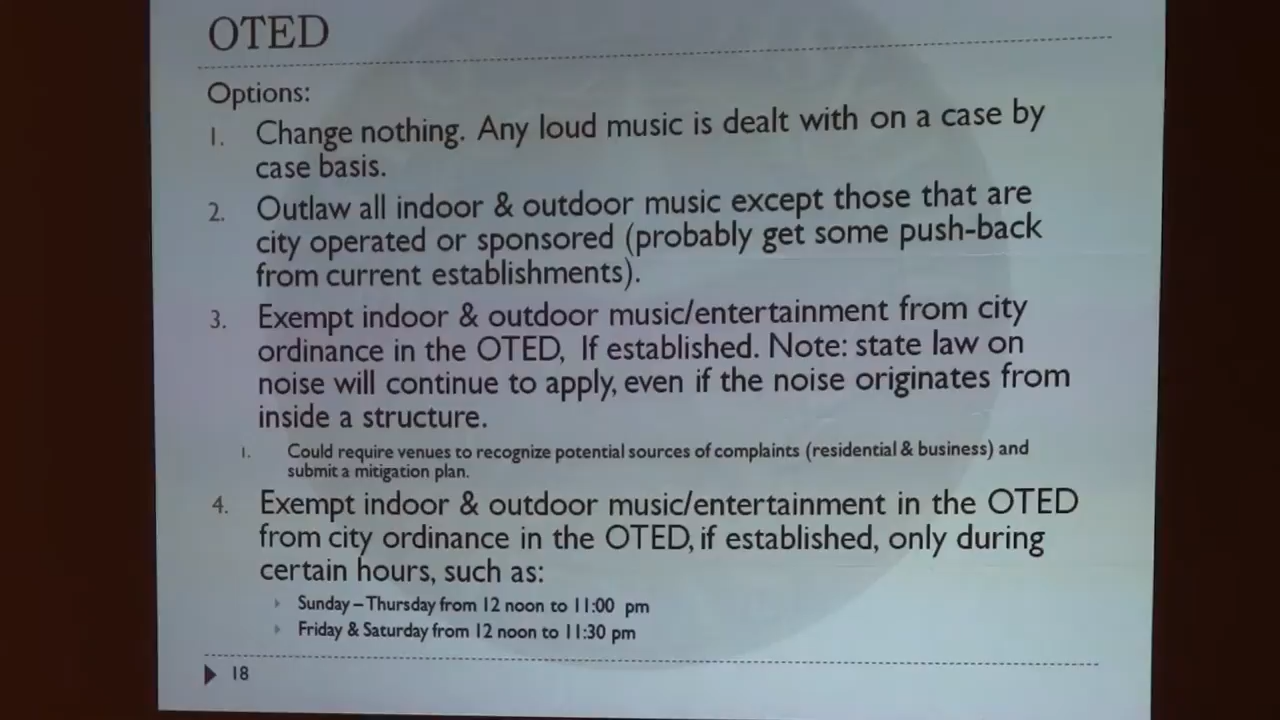 OTED
Options:
1. Change nothing. Any loud music is dealt with on a case by
case basis.
2. Outlaw all indoor & outdoor music except those that are
city operated or sponsored (probably get some push-back
from current establishments).
3. Exempt indoor & outdoor music/entertainment from city
ordinance in the OTED, If established. Note: state law on
noise will continue to apply, even if the noise originates from
inside a structure.
1. Could require venues to recognize potential sources of complaints (residential & business) and
submit a mitigation plan.
4. Exempt indoor & outdoor music/entertainment in the OTED
from city ordinance in the OTED, if established, only during
certain hours, such as:
Sunday – Thursday from 12 noon to 11:00 pm
Friday & Saturday from 12 noon to 11:30 pm
18